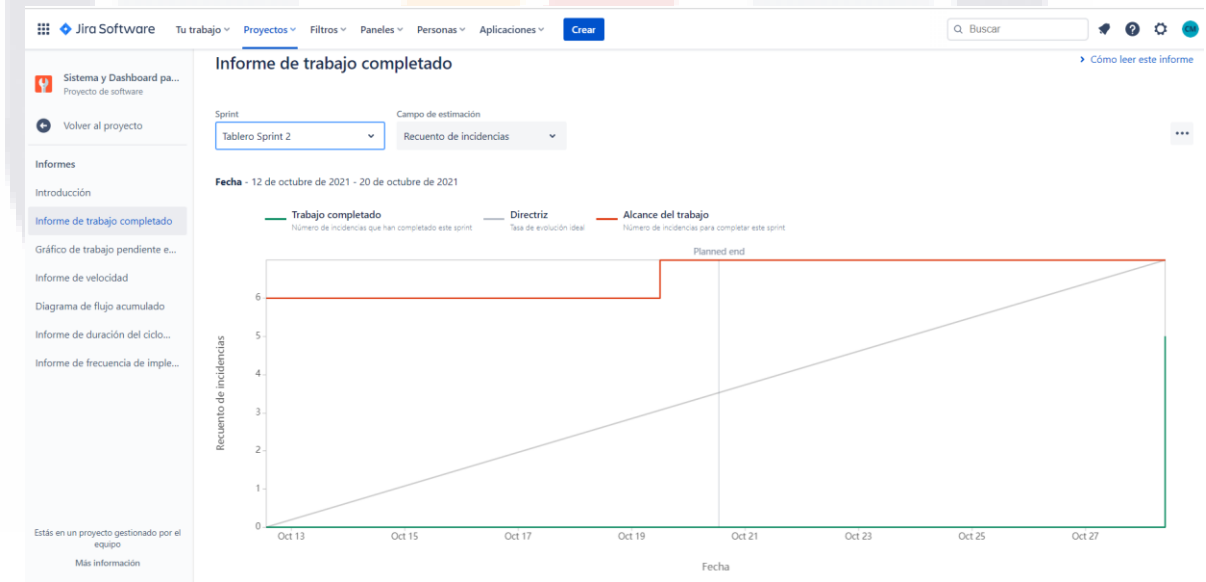 Jira Software Tu trabajo Proyectos Filtros Paneles Personas Aplicaciones Crear Buscar CM
Sistema y Dashboard pa...
Proyecto de software
Volver al proyecto
Informes
Introducción
Informe de trabajo completado
Gráfico de trabajo pendiente e...
Informe de velocidad
Diagrama de flujo acumulado
Informe de duración del ciclo...
Informe de frecuencia de imple...
Estás en un proyecto gestionado por el
equipo
Más información
Informe de trabajo completado
Cómo leer este informe
Sprint Campo de estimación
Tablero Sprint 2 Recuento de incidencias
Fecha - 12 de octubre de 2021 - 20 de octubre de 2021
Trabajo completado Directriz Alcance del trabajo
Número de incidencias que han completado este sprint Tasa de evolución ideal Número de incidencias para completar este sprint
Planned end
Recuento de incidencias
6
5
4
3
2
1
0
Oct 13 Oct 15 Oct 17 Oct 19 Oct 21 Oct 23 Oct 25 Oct 27
Fecha